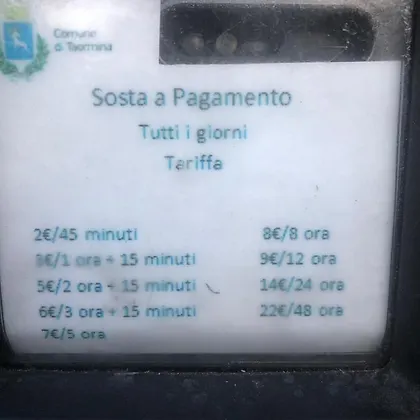 Comune
di Taormina
Sosta a Pagamento
Tutti i giorni
Tariffa
2€/45 minuti
3€/1 ora + 15 minuti
5€/2 ora + 15 minuti
6€/3 ora + 15 minuti
7€/5 ora
8€/8 ora
9€/12 ora
14€/24 ora
22€/48 ora